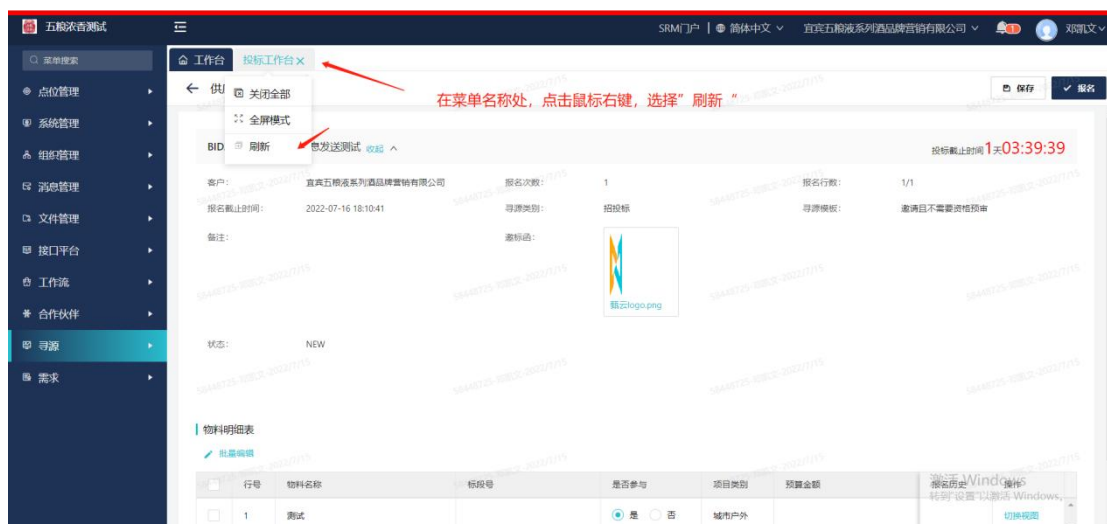 五粮浓香测试
SRM门户 | 简体中文 宜宾五粮液系列酒品牌营销有限公司 1 邓凯文
菜单搜索
工作台 投标工作台 ×
点位管理
关闭全部
保存 报名
在菜单名称处，点击鼠标右键，选择”刷新“
系统管理
全屏模式
组织管理
BID 刷新 息发送测试 收起
投标截止时间1天03:39:39
消息管理
客户: 宜宾五粮液系列酒品牌营销有限公司 报名次数: 1 报名行数: 1/1
文件管理
报名截止时间: 2022-07-16 18:10:41 寻源类别: 招投标 寻源模板: 邀请且不需要资格预审
接口平台
备注: 邀标函:
工作流
甄云logo.png
合作伙伴
寻源
状态: NEW
需求
物料明细表
批量编辑
行号 物料名称 标段号 是否参与 项目类别 预算金额 报名历史 操作
激活 Windows
转到"设置"以激活 Windows。
1 测试 是 否 城市户外 切换视图